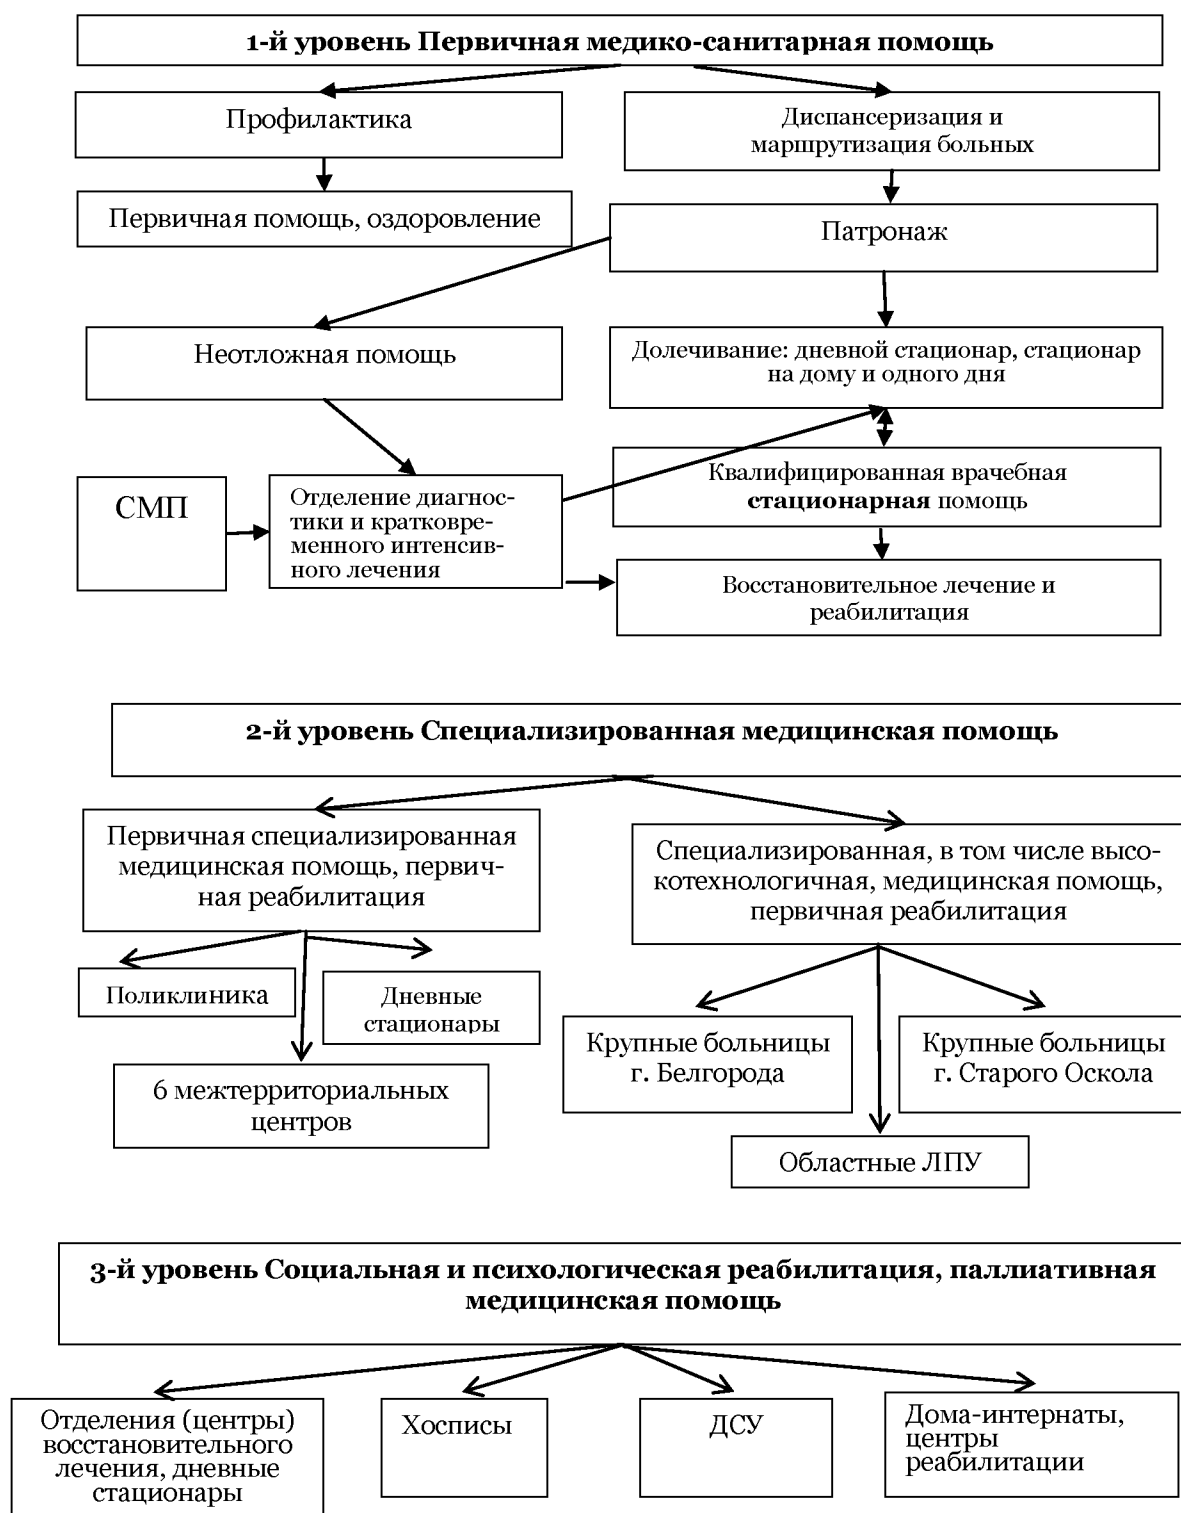 1-й уровень Первичная медико-санитарная помощь
Профилактика
Диспансеризация и
маршрутизация больных
Первичная помощь, оздоровление
Патронаж
Неотложная помощь
Долечивание: дневной стационар, стационар
на дому и одного дня
СМП
Отделение диагнос-
тики и кратковре-
менного интенсив-
ного лечения
Квалифицированная врачебная
стационарная помощь
Восстановительное лечение и
реабилитация
2-й уровень Специализированная медицинская помощь
Первичная специализированная
медицинская помощь, первич-
ная реабилитация
Специализированная, в том числе высо-
котехнологичная, медицинская помощь,
первичная реабилитация
Поликлиника
Дневные
стационары
6 межтерриториальных
центров
Крупные больницы
г. Белгорода
Крупные больницы
г. Старого Оскола
Областные ЛПУ
3-й уровень Социальная и психологическая реабилитация, паллиативная
медицинская помощь
Отделения (центры)
восстановительного
лечения, дневные
стационары
Хосписы
ДСУ
Дома-интернаты,
центры
реабилитации